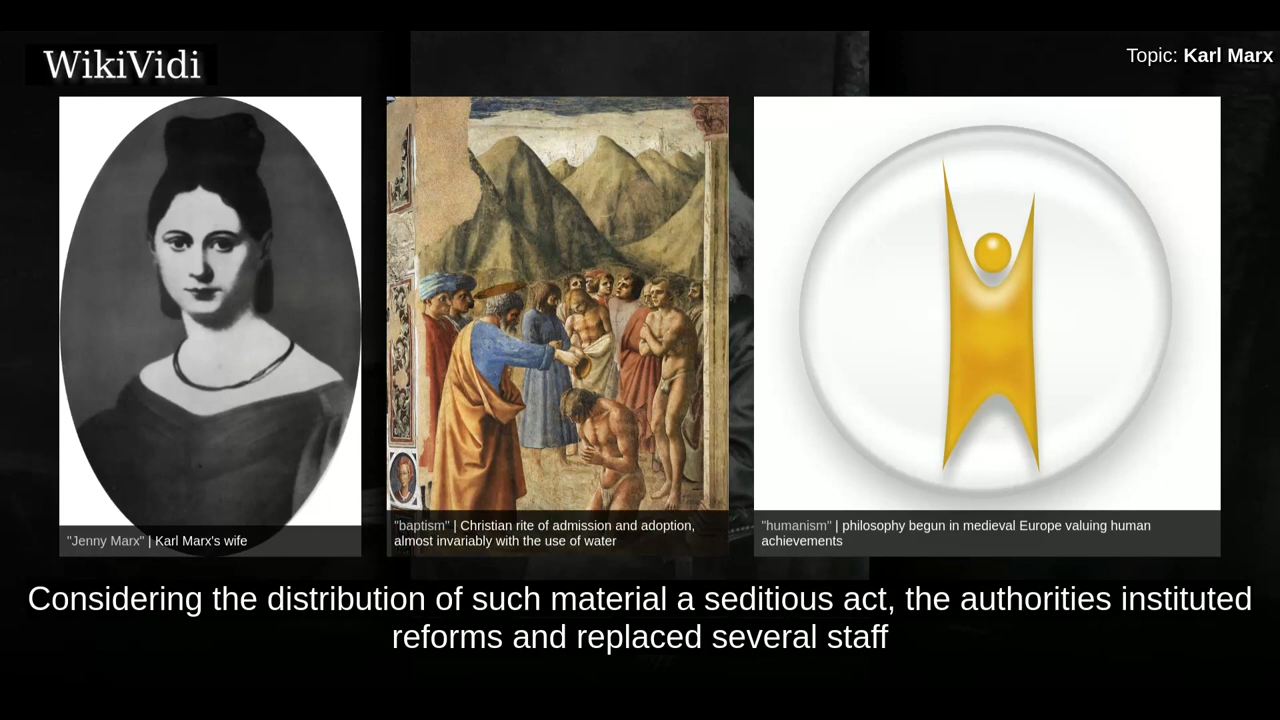 WikiVidi
Topic: Karl Marx
"Jenny Marx" | Karl Marx's wife
"baptism" | Christian rite of admission and adoption,
almost invariably with the use of water
"humanism" | philosophy begun in medieval Europe valuing human
achievements
Considering the distribution of such material a seditious act, the authorities instituted
reforms and replaced several staff